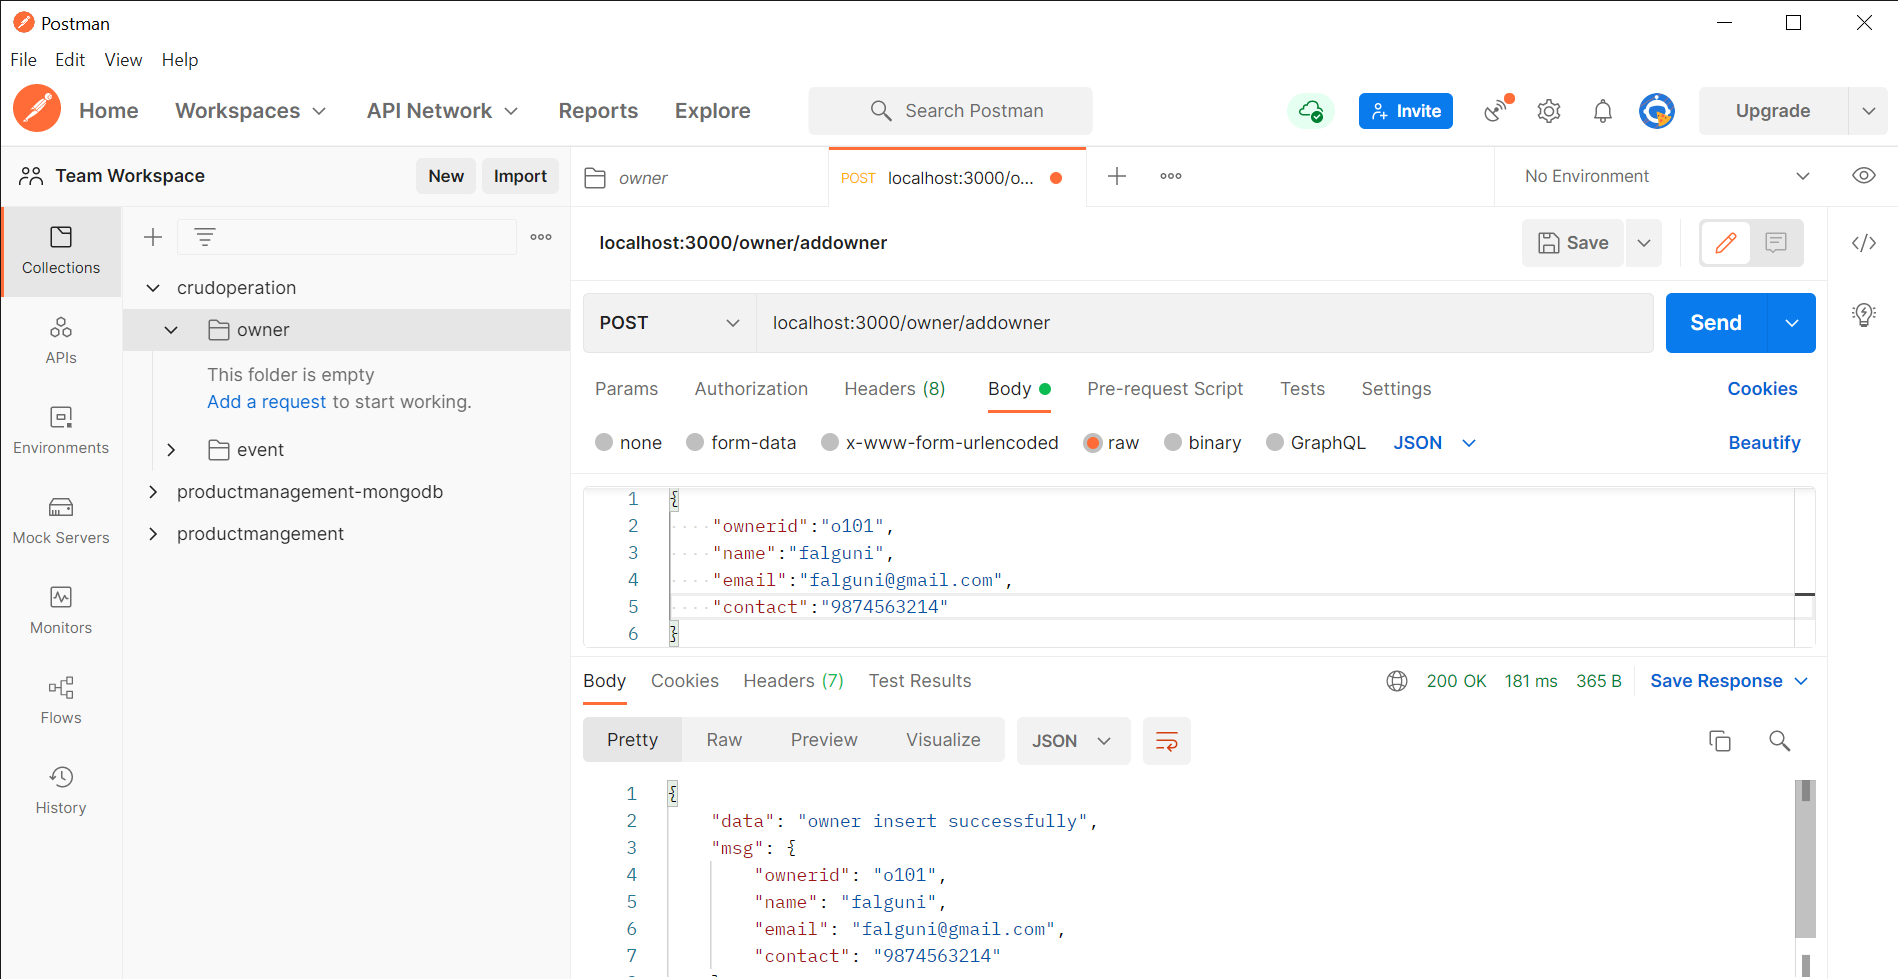 Postman
File Edit View Help
Home Workspaces API Network Reports Explore Search Postman Invite Upgrade
Team Workspace New Import
owner POST localhost:3000/o... No Environment
Collections
APIs
Environments
Mock Servers
Monitors
Flows
History
crudoperation
owner
This folder is empty
Add a request to start working.
event
productmanagement-mongodb
productmangement
localhost:3000/owner/addowner Save
POST localhost:3000/owner/addowner Send
Params Authorization Headers (8) Body Pre-request Script Tests Settings Cookies
none form-data x-www-form-urlencoded raw binary GraphQL JSON Beautify
1 {
2 "ownerid":"o101",
3 "name":"falguni",
4 "email":"falguni@gmail.com",
5 "contact":"9874563214"
6 }
Body Cookies Headers (7) Test Results 200 OK 181 ms 365 B Save Response
Pretty Raw Preview Visualize JSON
1 {
2 "data": "owner insert successfully",
3 "msg": {
4 "ownerid": "o101",
5 "name": "falguni",
6 "email": "falguni@gmail.com",
7 "contact": "9874563214"